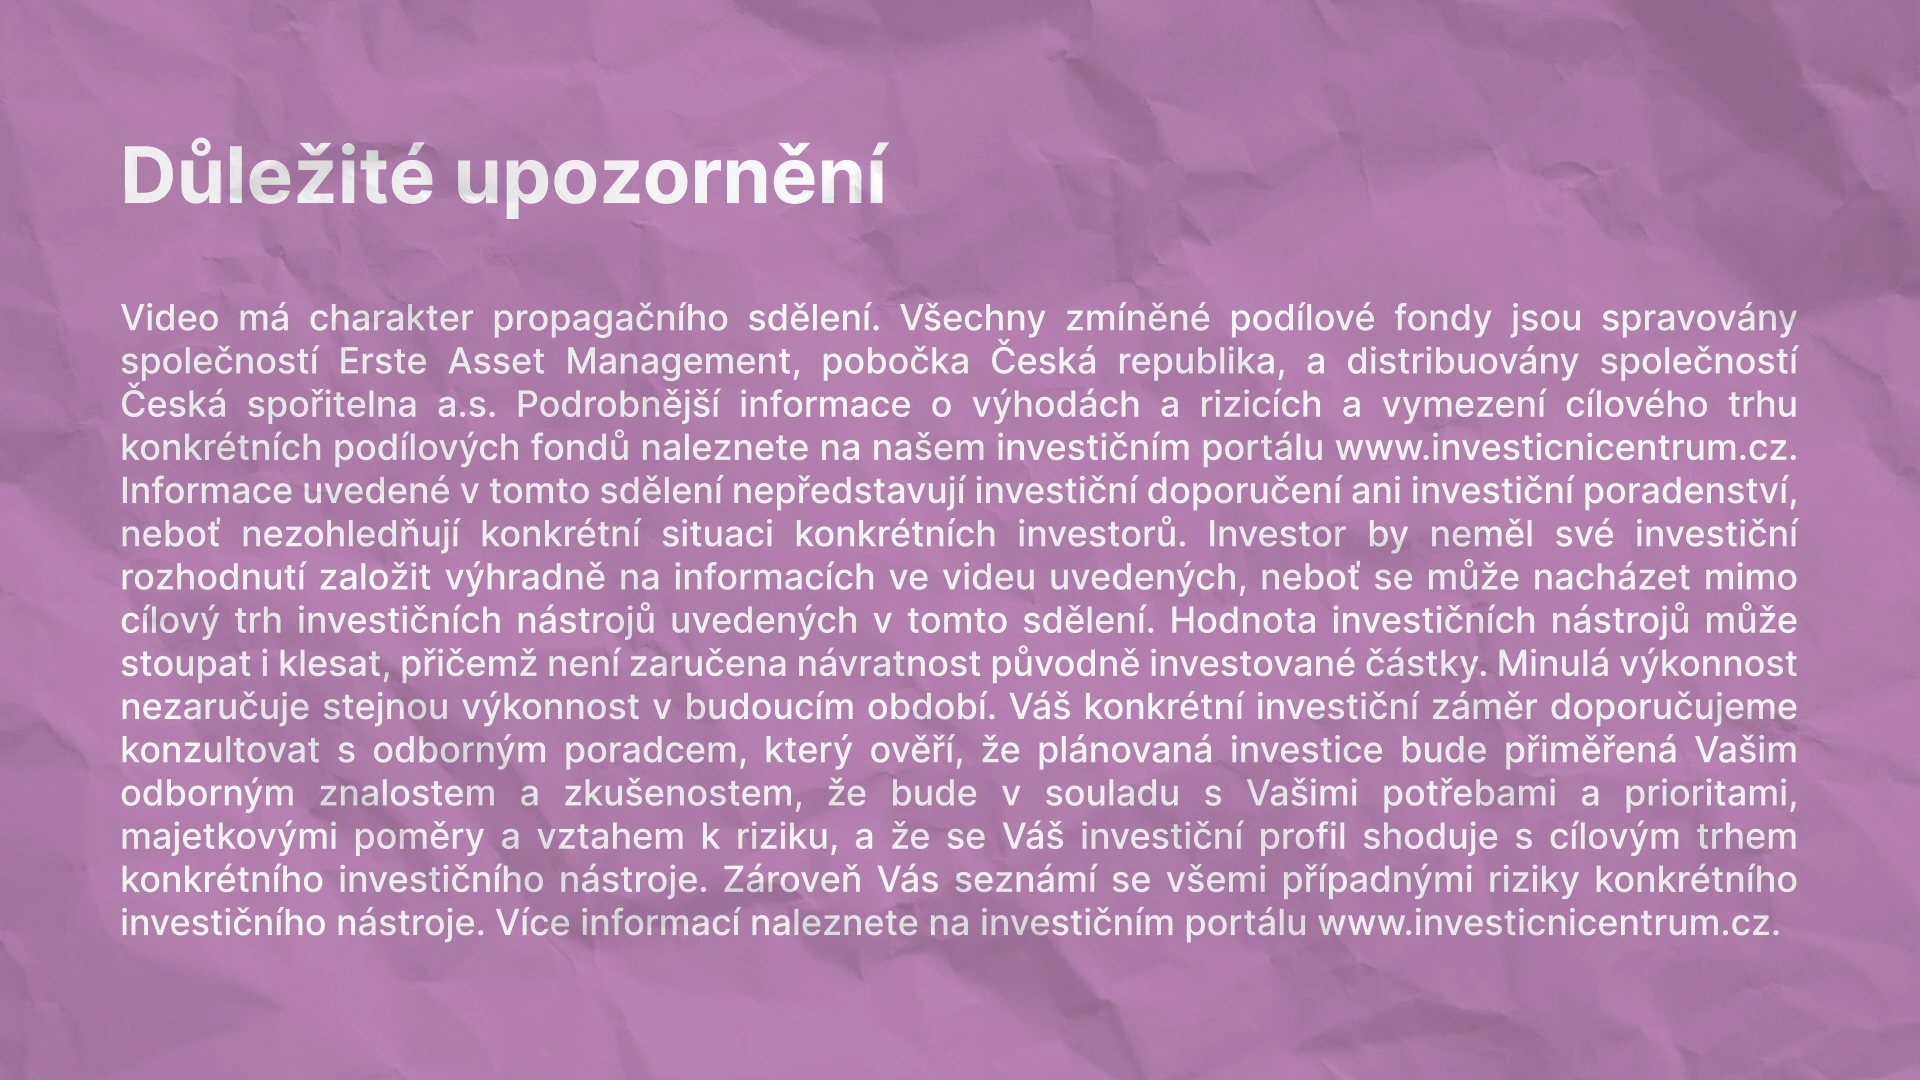 Důležité upozornění
Video má charakter propagačního sdělení. Všechny zmíněné podílové fondy jsou spravovány
společností Erste Asset Management, pobočka Česká republika, a distribuovány společností
Česká spořitelna a.s. Podrobnější informace o výhodách a rizicích a vymezení cílového trhu
konkrétních podílových fondů naleznete na našem investičním portálu www.investicnicentrum.cz.
Informace uvedené v tomto sdělení nepředstavují investiční doporučení ani investiční poradenství,
neboť nezohledňují konkrétní situaci konkrétních investorů. Investor by neměl své investiční
rozhodnutí založit výhradně na informacích ve videu uvedených, neboť se může nacházet mimo
cílový trh investičních nástrojů uvedených v tomto sdělení. Hodnota investičních nástrojů může
stoupat i klesat, přičemž není zaručena návratnost původně investované částky. Minulá výkonnost
nezaručuje stejnou výkonnost v budoucím období. Váš konkrétní investiční záměr doporučujeme
konzultovat s odborným poradcem, který ověří, že plánovaná investice bude přiměřená Vašim
odborným znalostem a zkušenostem, že bude v souladu s Vašimi potřebami a prioritami,
majetkovými poměry a vztahem k riziku, a že se Váš investiční profil shoduje s cílovým trhem
konkrétního investičního nástroje. Zároveň Vás seznámí se všemi případnými riziky konkrétního
investičního nástroje. Více informací naleznete na investičním portálu www.investicnicentrum.cz.